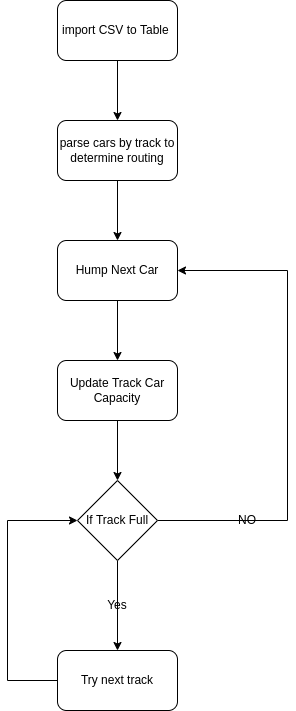 import CSV to Table
parse cars by track to
determine routing
Hump Next Car
Update Track Car
Capacity
If Track Full
NO
Yes
Try next track